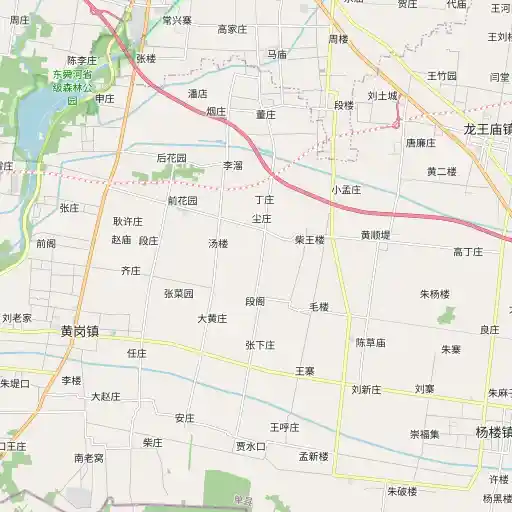 周庄
常兴寨
高家庄
贺庄
代庙
王河
王刘
周楼
陈李庄
张楼
马庙
东舜河省
级森林公
园
申庄
潘店
王竹园
闫堂
烟庄
董庄
段楼
刘土城
龙王庙镇
唐廉庄
后花园
李溜
黄二楼
小孟庄
张庄
前花园
丁庄
尘庄
耿许庄
赵庙
段庄
前阁
汤楼
柴王楼
黄顺堤
高丁庄
齐庄
张菜园
段阁
毛楼
朱杨楼
刘老家
黄岗镇
大黄庄
良庄
张下庄
陈草庙
朱寨
任庄
王寨
朱堤口
李楼
刘新庄
刘寨
朱麻
大赵庄
安庄
王呼庄
崇福集
杨楼镇
口王庄
柴庄
贾水口
南老窝
孟新楼
许楼
朱破楼
杨黑楼
单县